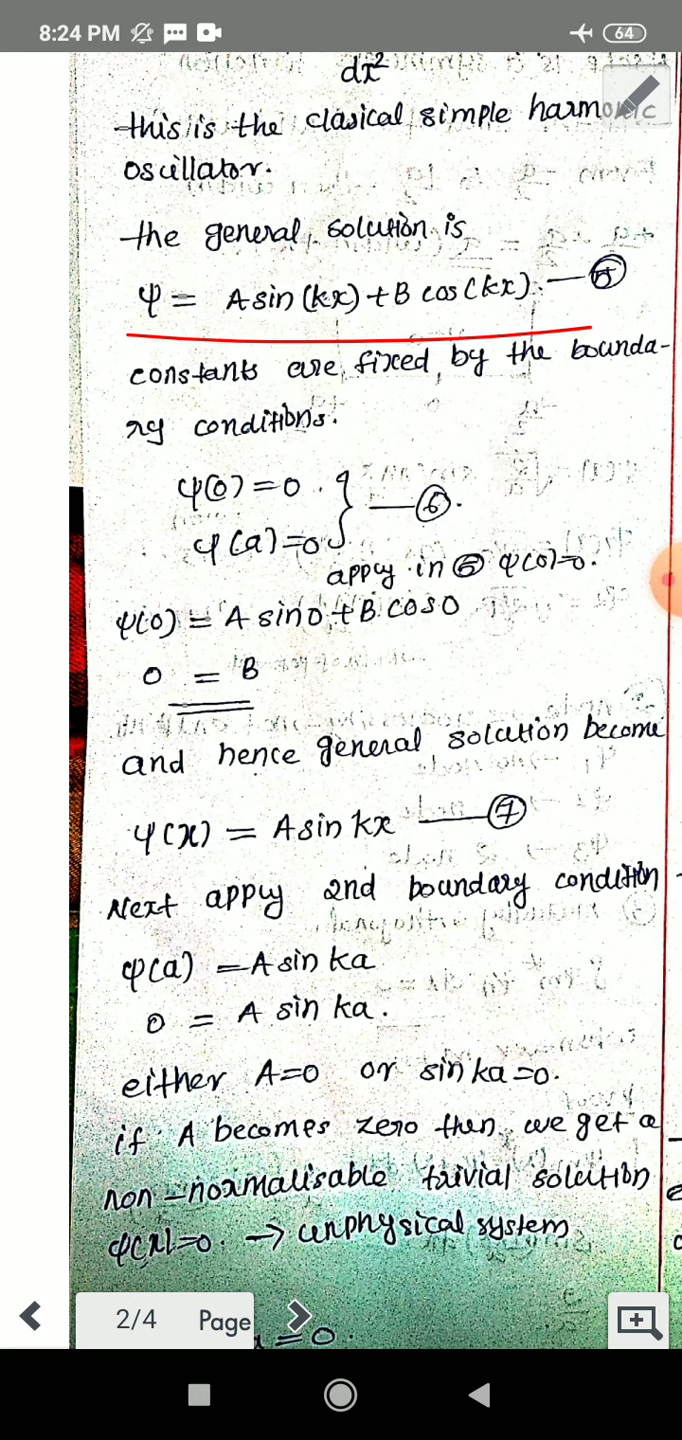 8:24 PM
64
dx²
this is the clasical simple harmonic
oscillator.
the general solution is
ψ = A sin (kx) + B cos (kx). — ⑤
constants are fixed by the bounda-
ry conditions.
ψ(0) = 0 . } — ⑥.
ψ(a) = 0
apply in ⑤ ψ(0)=0.
ψ(0) = A sin 0 + B cos 0
0 = B
and hence general solution become
ψ(x) = A sin kx — ⑦
Next apply 2nd boundary condition
ψ(a) = A sin ka
0 = A sin ka.
either A=0 or sin ka=0.
if A becomes zero then we get a
non-normalisable trivial solution
ψ(x)=0. → unphysical system
2/4 Page
=0.